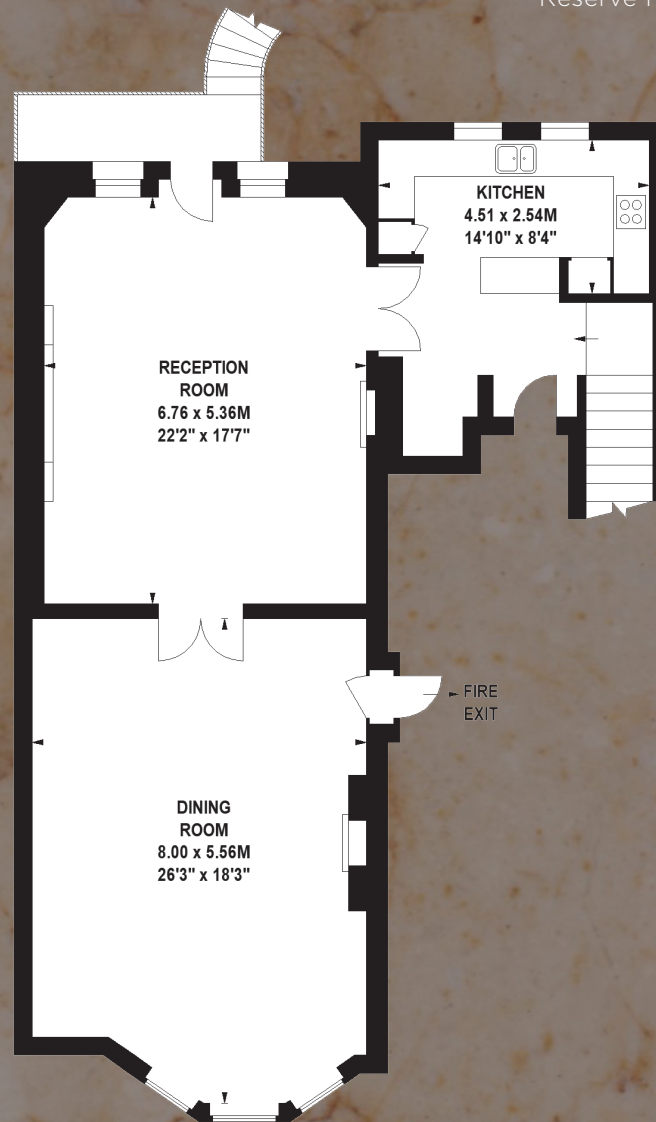 KITCHEN
4.51 x 2.54M
14'10" x 8'4"
RECEPTION
ROOM
6.76 x 5.36M
22'2" x 17'7"
FIRE
EXIT
DINING
ROOM
8.00 x 5.56M
26'3" x 18'3"